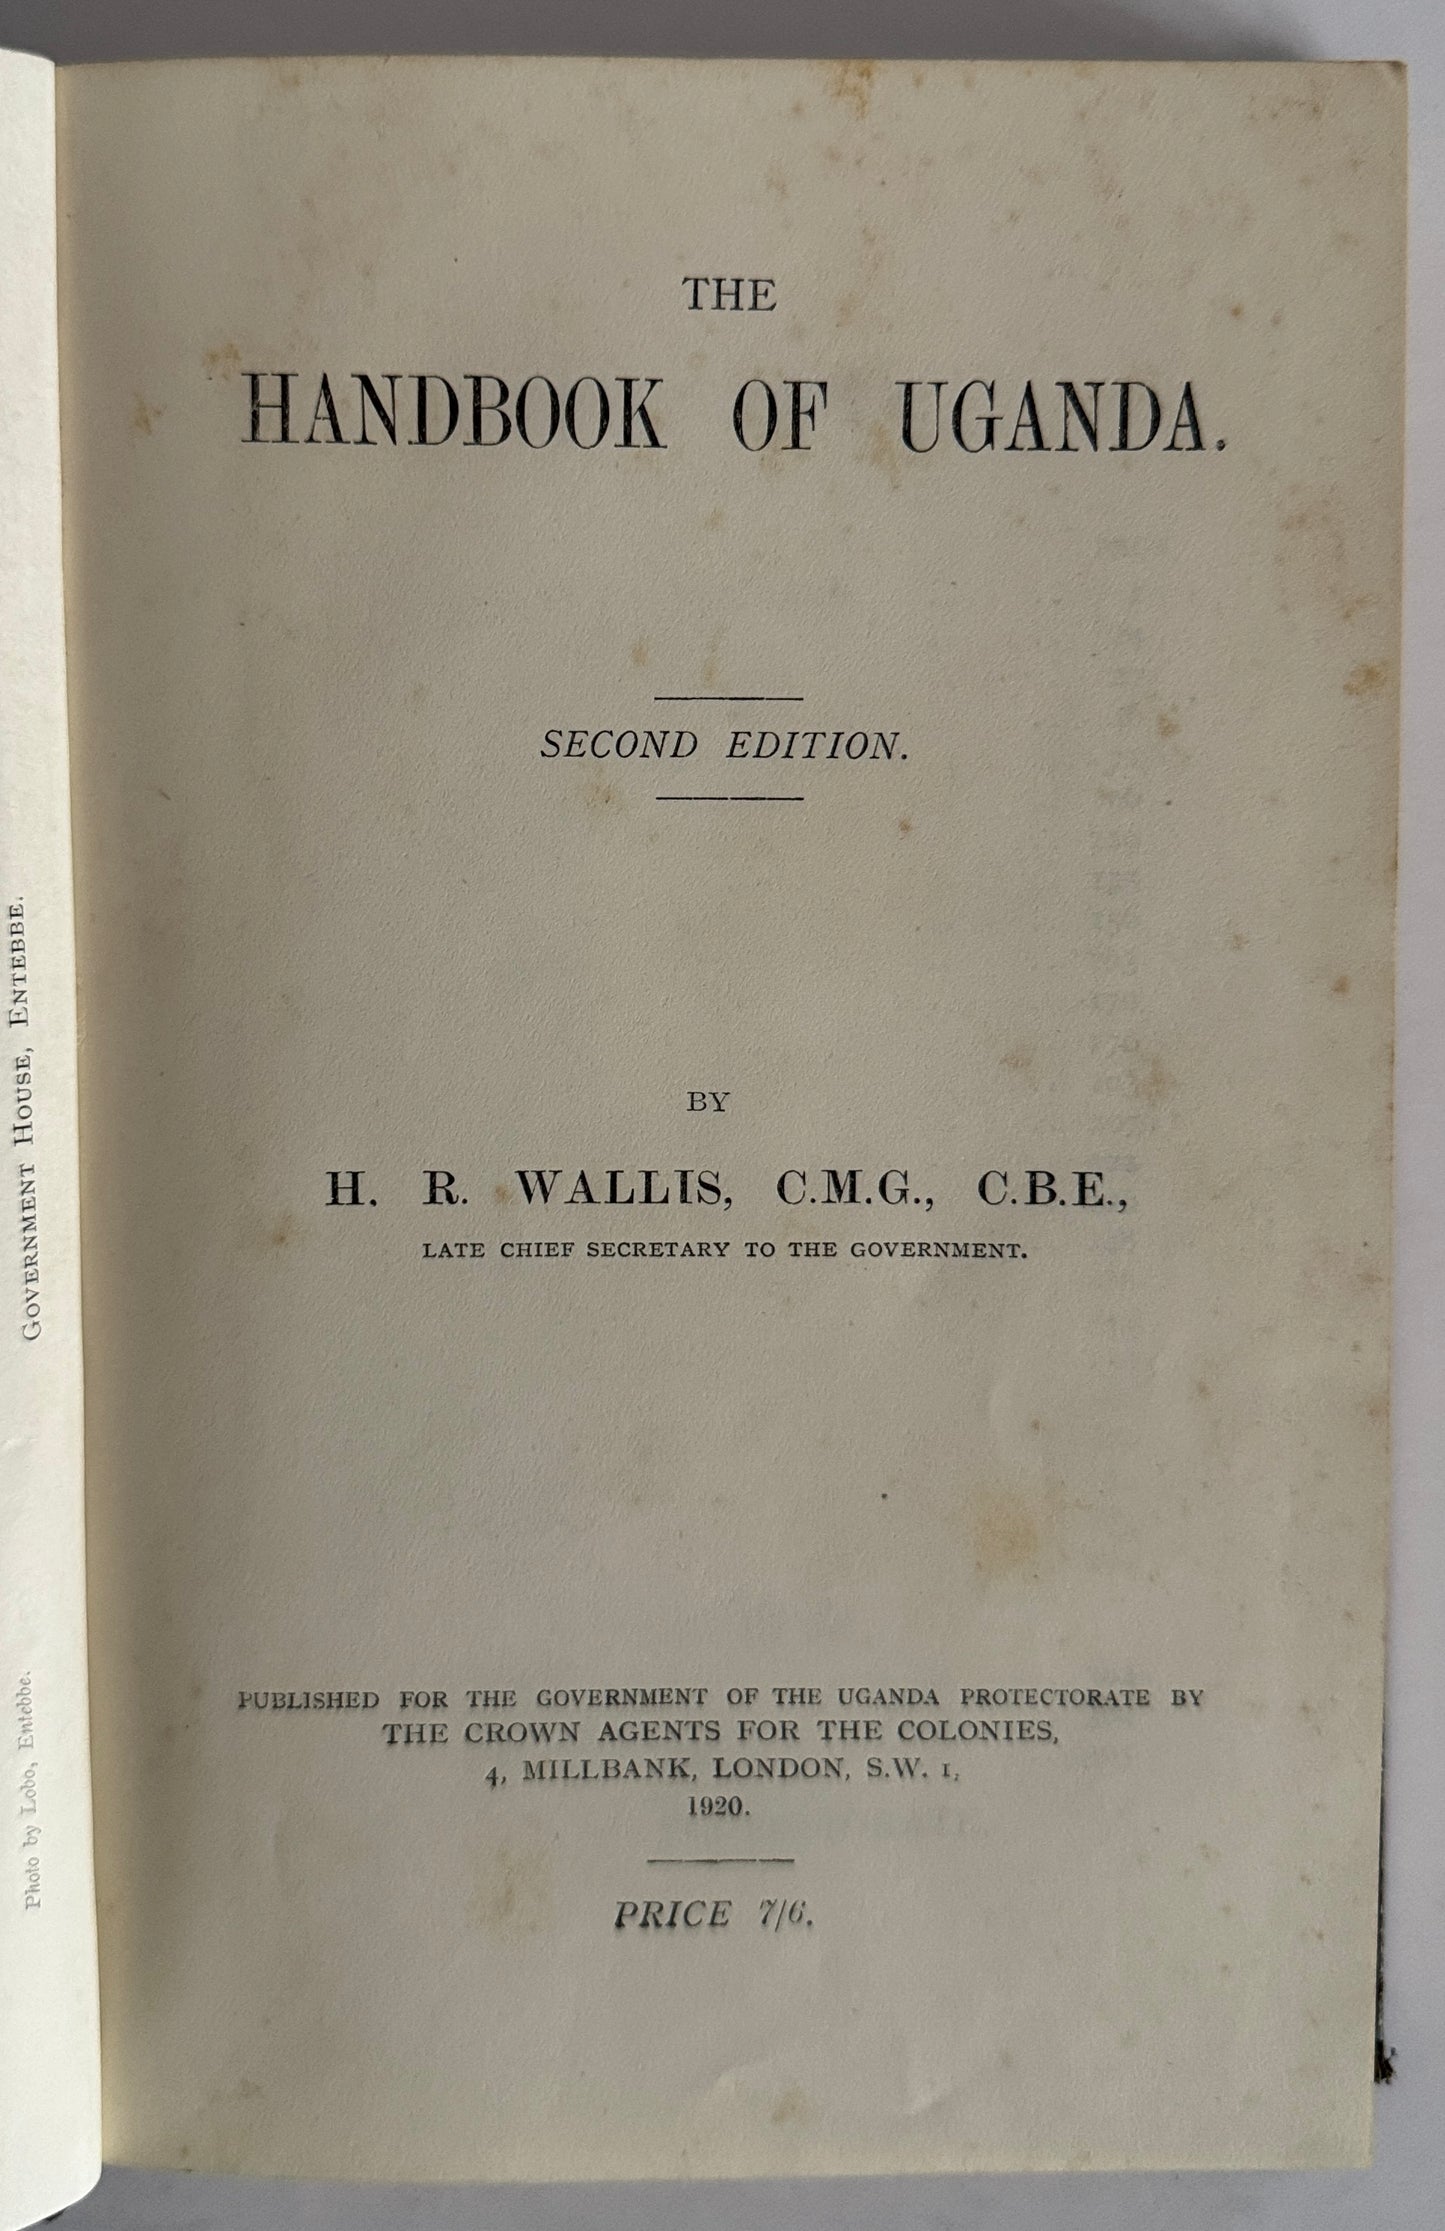 THE
HANDBOOK OF UGANDA.
SECOND EDITION.
BY
H. R. WALLIS, C.M.G., C.B.E.,
LATE CHIEF SECRETARY TO THE GOVERNMENT.
PUBLISHED FOR THE GOVERNMENT OF THE UGANDA PROTECTORATE BY
THE CROWN AGENTS FOR THE COLONIES,
4, MILLBANK, LONDON, S.W. 1,
1920.
PRICE 7/6.
GOVERNMENT HOUSE, ENTEBBE.
Photo by Lobo, Entebbe.